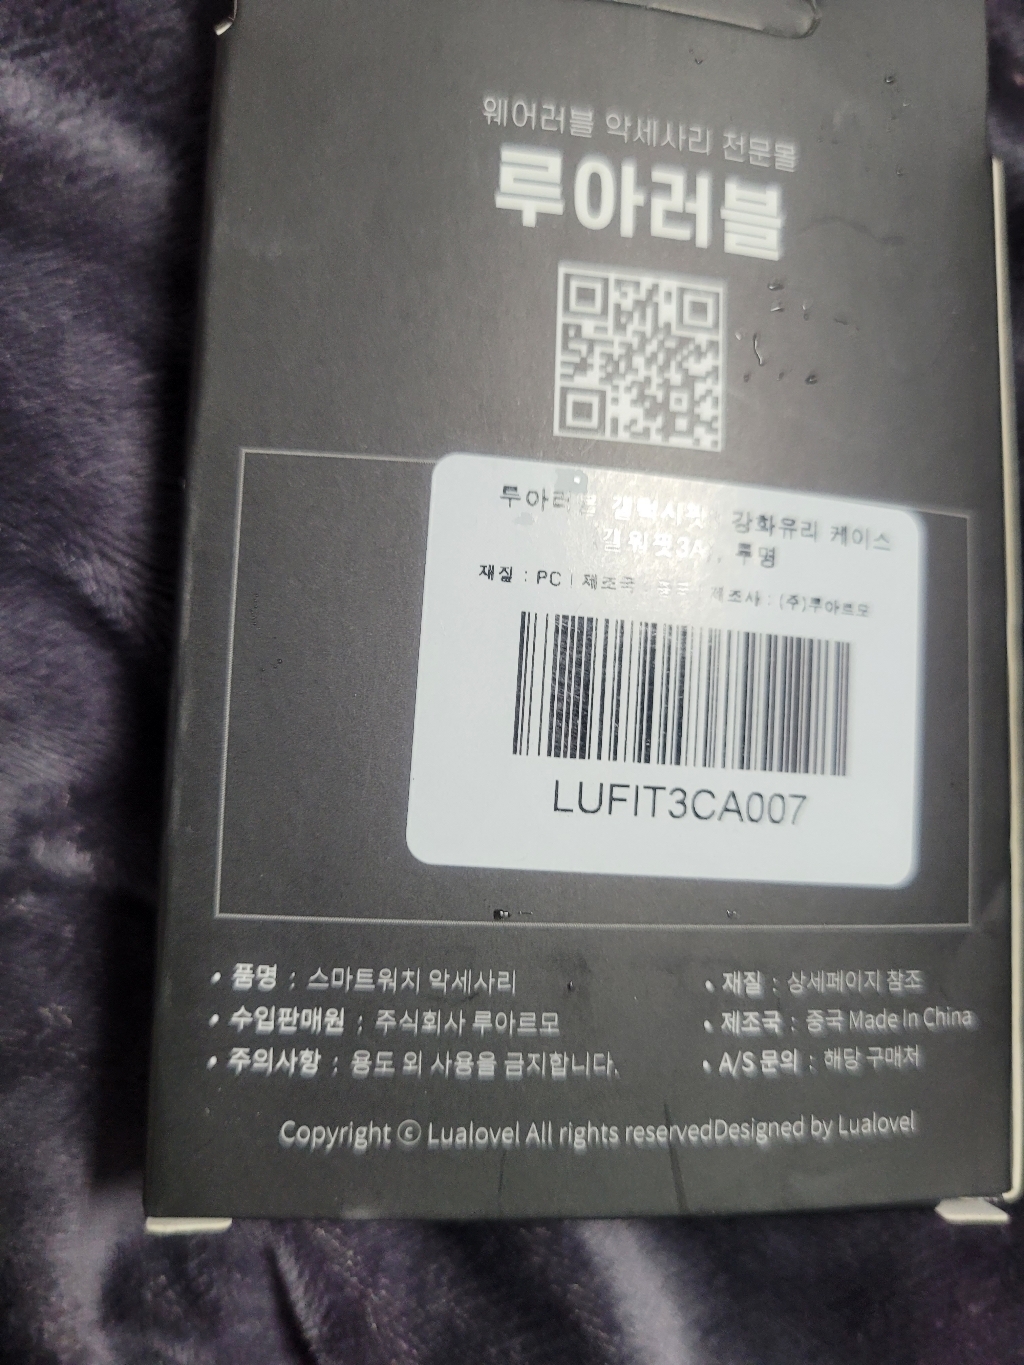 웨어러블 악세사리 전문몰
루아러블
루아러블 갤럭시핏 강화유리 케이스
투명
재질 : PC | 제조국 : 중국 제조사 : (주)루아르모
LUFIT3CA007
• 품명 : 스마트워치 악세사리
• 수입판매원 : 주식회사 루아르모
• 주의사항 : 용도 외 사용을 금지합니다.
• 재질 : 상세페이지 참조
• 제조국 : 중국 Made In China
• A/S 문의 : 해당 구매처
Copyright ⓒ Lualovel All rights reservedDesigned by Lualovel